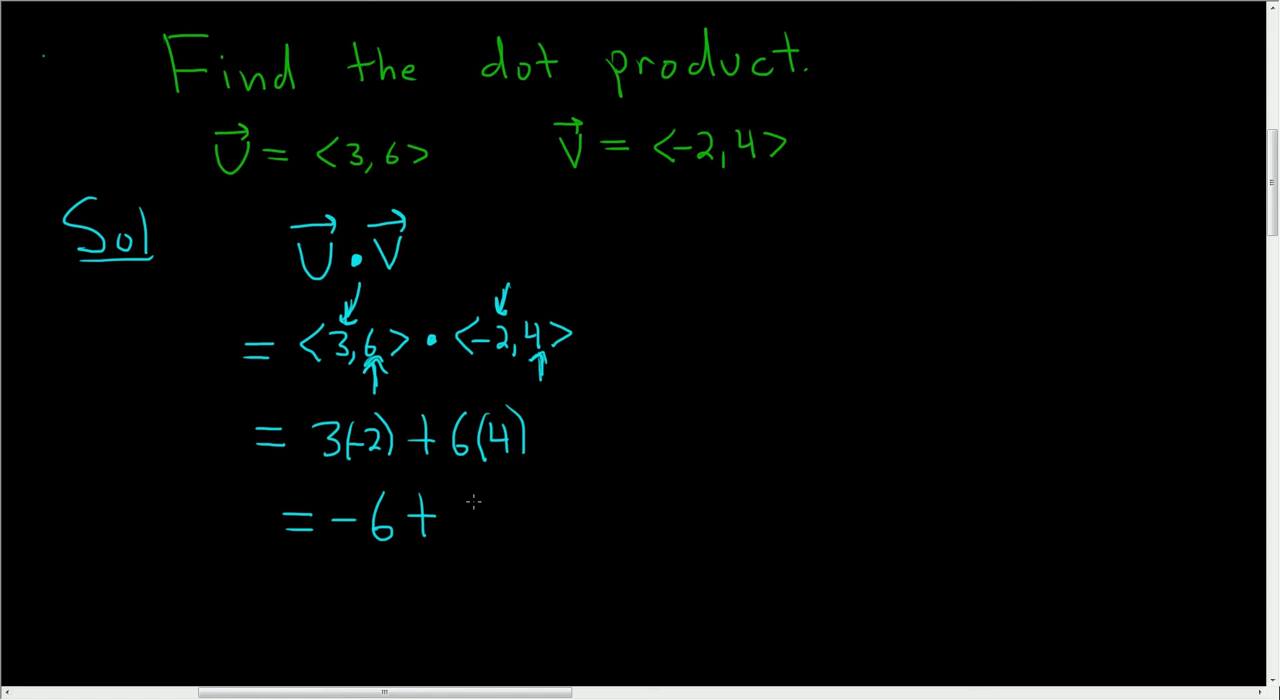 Find the dot product.
U⃗ = <3, 6> V⃗ = <-2, 4>
Sol U⃗ · V⃗
= <3, 6> · <-2, 4>
= 3(-2) + 6(4)
= -6 +